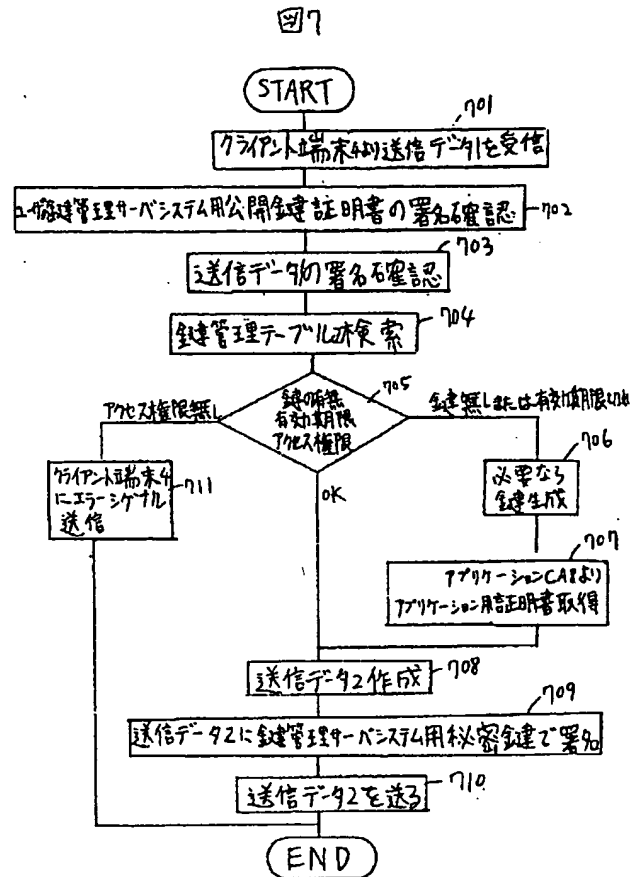 図7
START
701
クライアント端末4より送信データ1を受信
ユーザ鍵管理サーバシステム用公開鍵証明書の署名確認
702
703
送信データ1の署名確認
704
鍵管理テーブル検索
705
鍵の有無
有効期限
アクセス権限
アクセス権限無し
鍵無しまたは有効期限切れ
OK
706
必要なら
鍵生成
クライアント端末4
にエラーシグナル
送信
711
707
アプリケーションCA8より
アプリケーション用証明書取得
708
送信データ2作成
709
送信データ2に鍵管理サーバシステム用秘密鍵で署名
710
送信データ2を送る
END